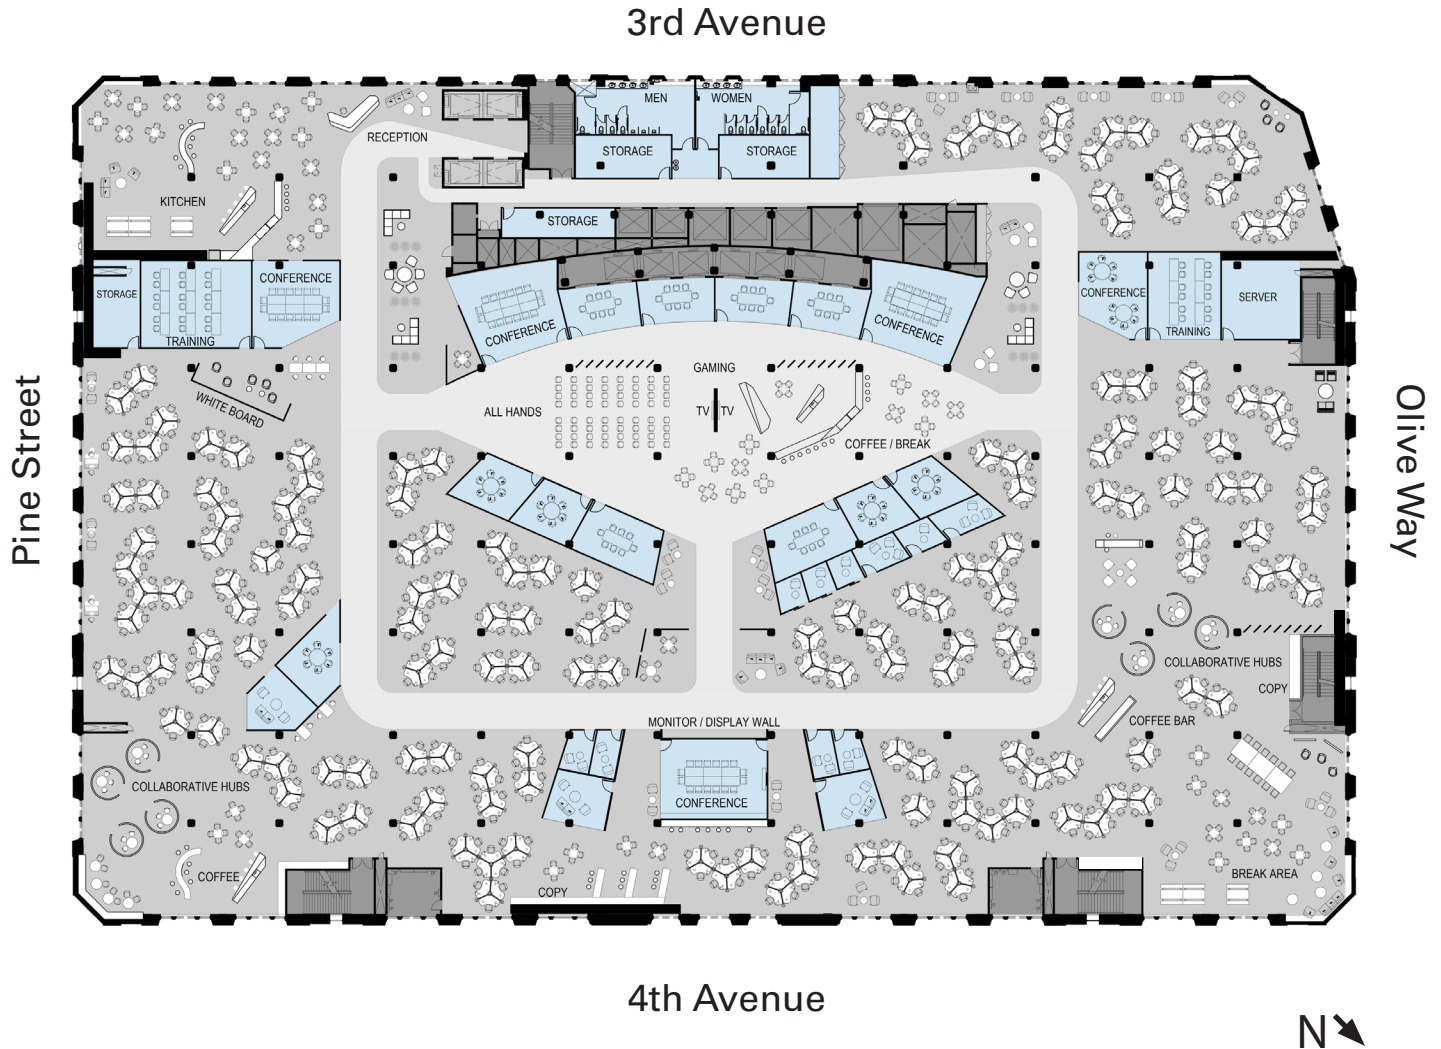 3rd Avenue
MEN
WOMEN
RECEPTION
STORAGE
STORAGE
KITCHEN
STORAGE
CONFERENCE
STORAGE
TRAINING
CONFERENCE
CONFERENCE
CONFERENCE
SERVER
TRAINING
GAMING
WHITE BOARD
ALL HANDS
TV
TV
COFFEE / BREAK
Pine Street
Olive Way
COLLABORATIVE HUBS
COPY
MONITOR / DISPLAY WALL
COFFEE BAR
COLLABORATIVE HUBS
CONFERENCE
COFFEE
COPY
BREAK AREA
4th Avenue
N